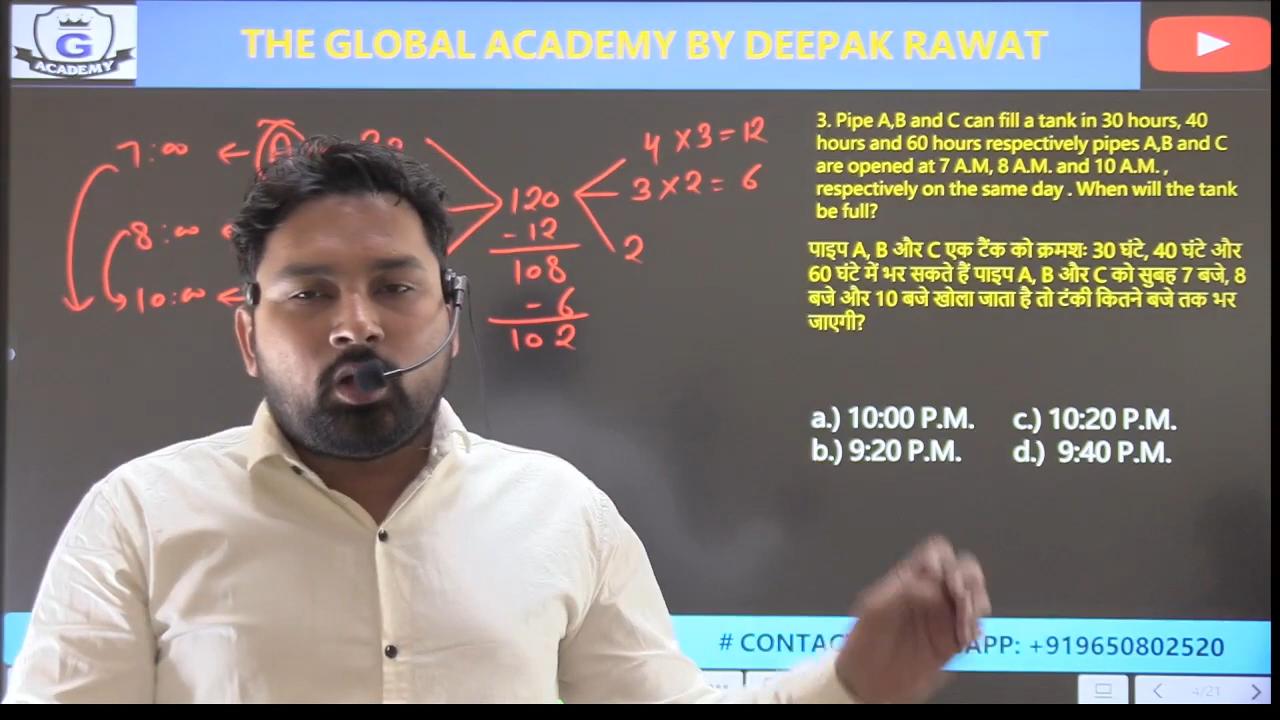 G
ACADEMY
THE GLOBAL ACADEMY BY DEEPAK RAWAT
7:00 ← A
8:00
10:00 ←
120
-12
108
-6
102
4 x 3 = 12
3 x 2 = 6
2
3. Pipe A,B and C can fill a tank in 30 hours, 40
hours and 60 hours respectively pipes A,B and C
are opened at 7 A.M, 8 A.M. and 10 A.M. ,
respectively on the same day . When will the tank
be full?
पाइप A, B और C एक टैंक को क्रमशः 30 घंटे, 40 घंटे और
60 घंटे में भर सकते हैं पाइप A, B और C को सुबह 7 बजे, 8
बजे और 10 बजे खोला जाता है तो टंकी कितने बजे तक भर
जाएगी?
a.) 10:00 P.M. c.) 10:20 P.M.
b.) 9:20 P.M. d.) 9:40 P.M.
# CONTAC APP: +919650802520
4/21